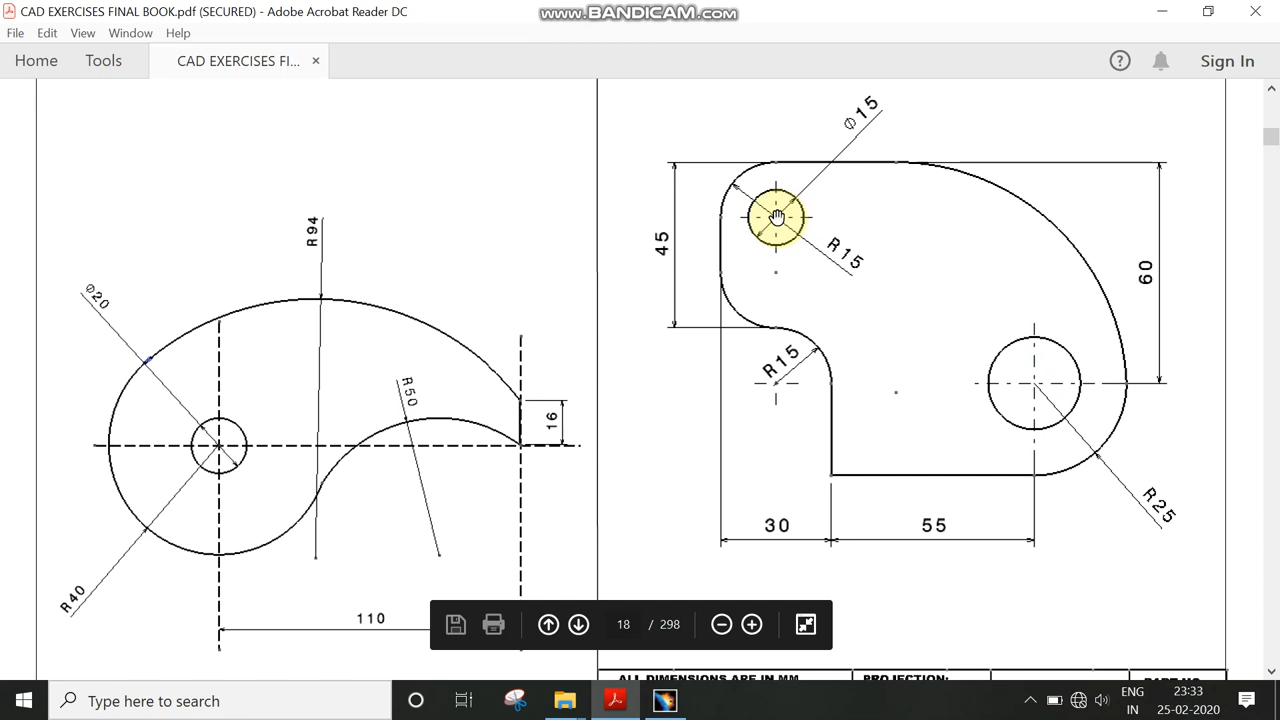 CAD EXERCISES FINAL BOOK.pdf (SECURED) - Adobe Acrobat Reader DC
www.BANDICAM.com
File Edit View Window Help
Home Tools CAD EXERCISES FI... × Sign In
Φ15
R15
45
60
R15
R25
30
55
R94
Φ20
R50
16
R40
110
18 / 298
ALL DIMENSIONS ARE IN MM
PROJECTION:
PART NO
Type here to search
ENG
IN
23:33
25-02-2020